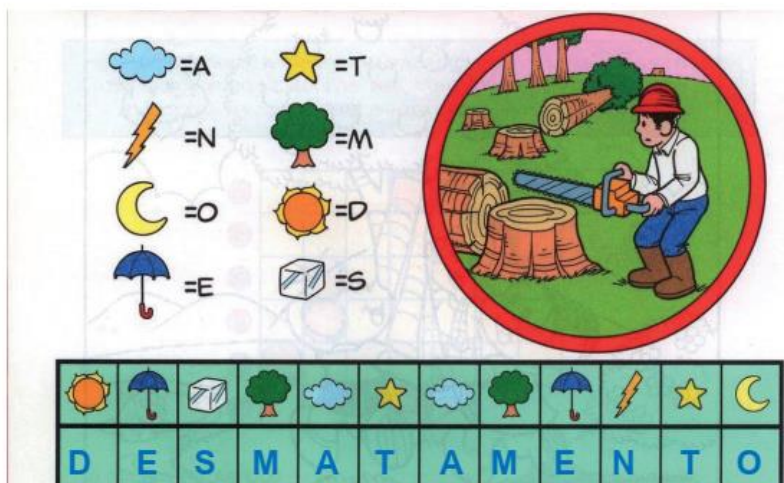 =A =T
=N =M
=O =D
=E =S
D E S M A T A M E N T O